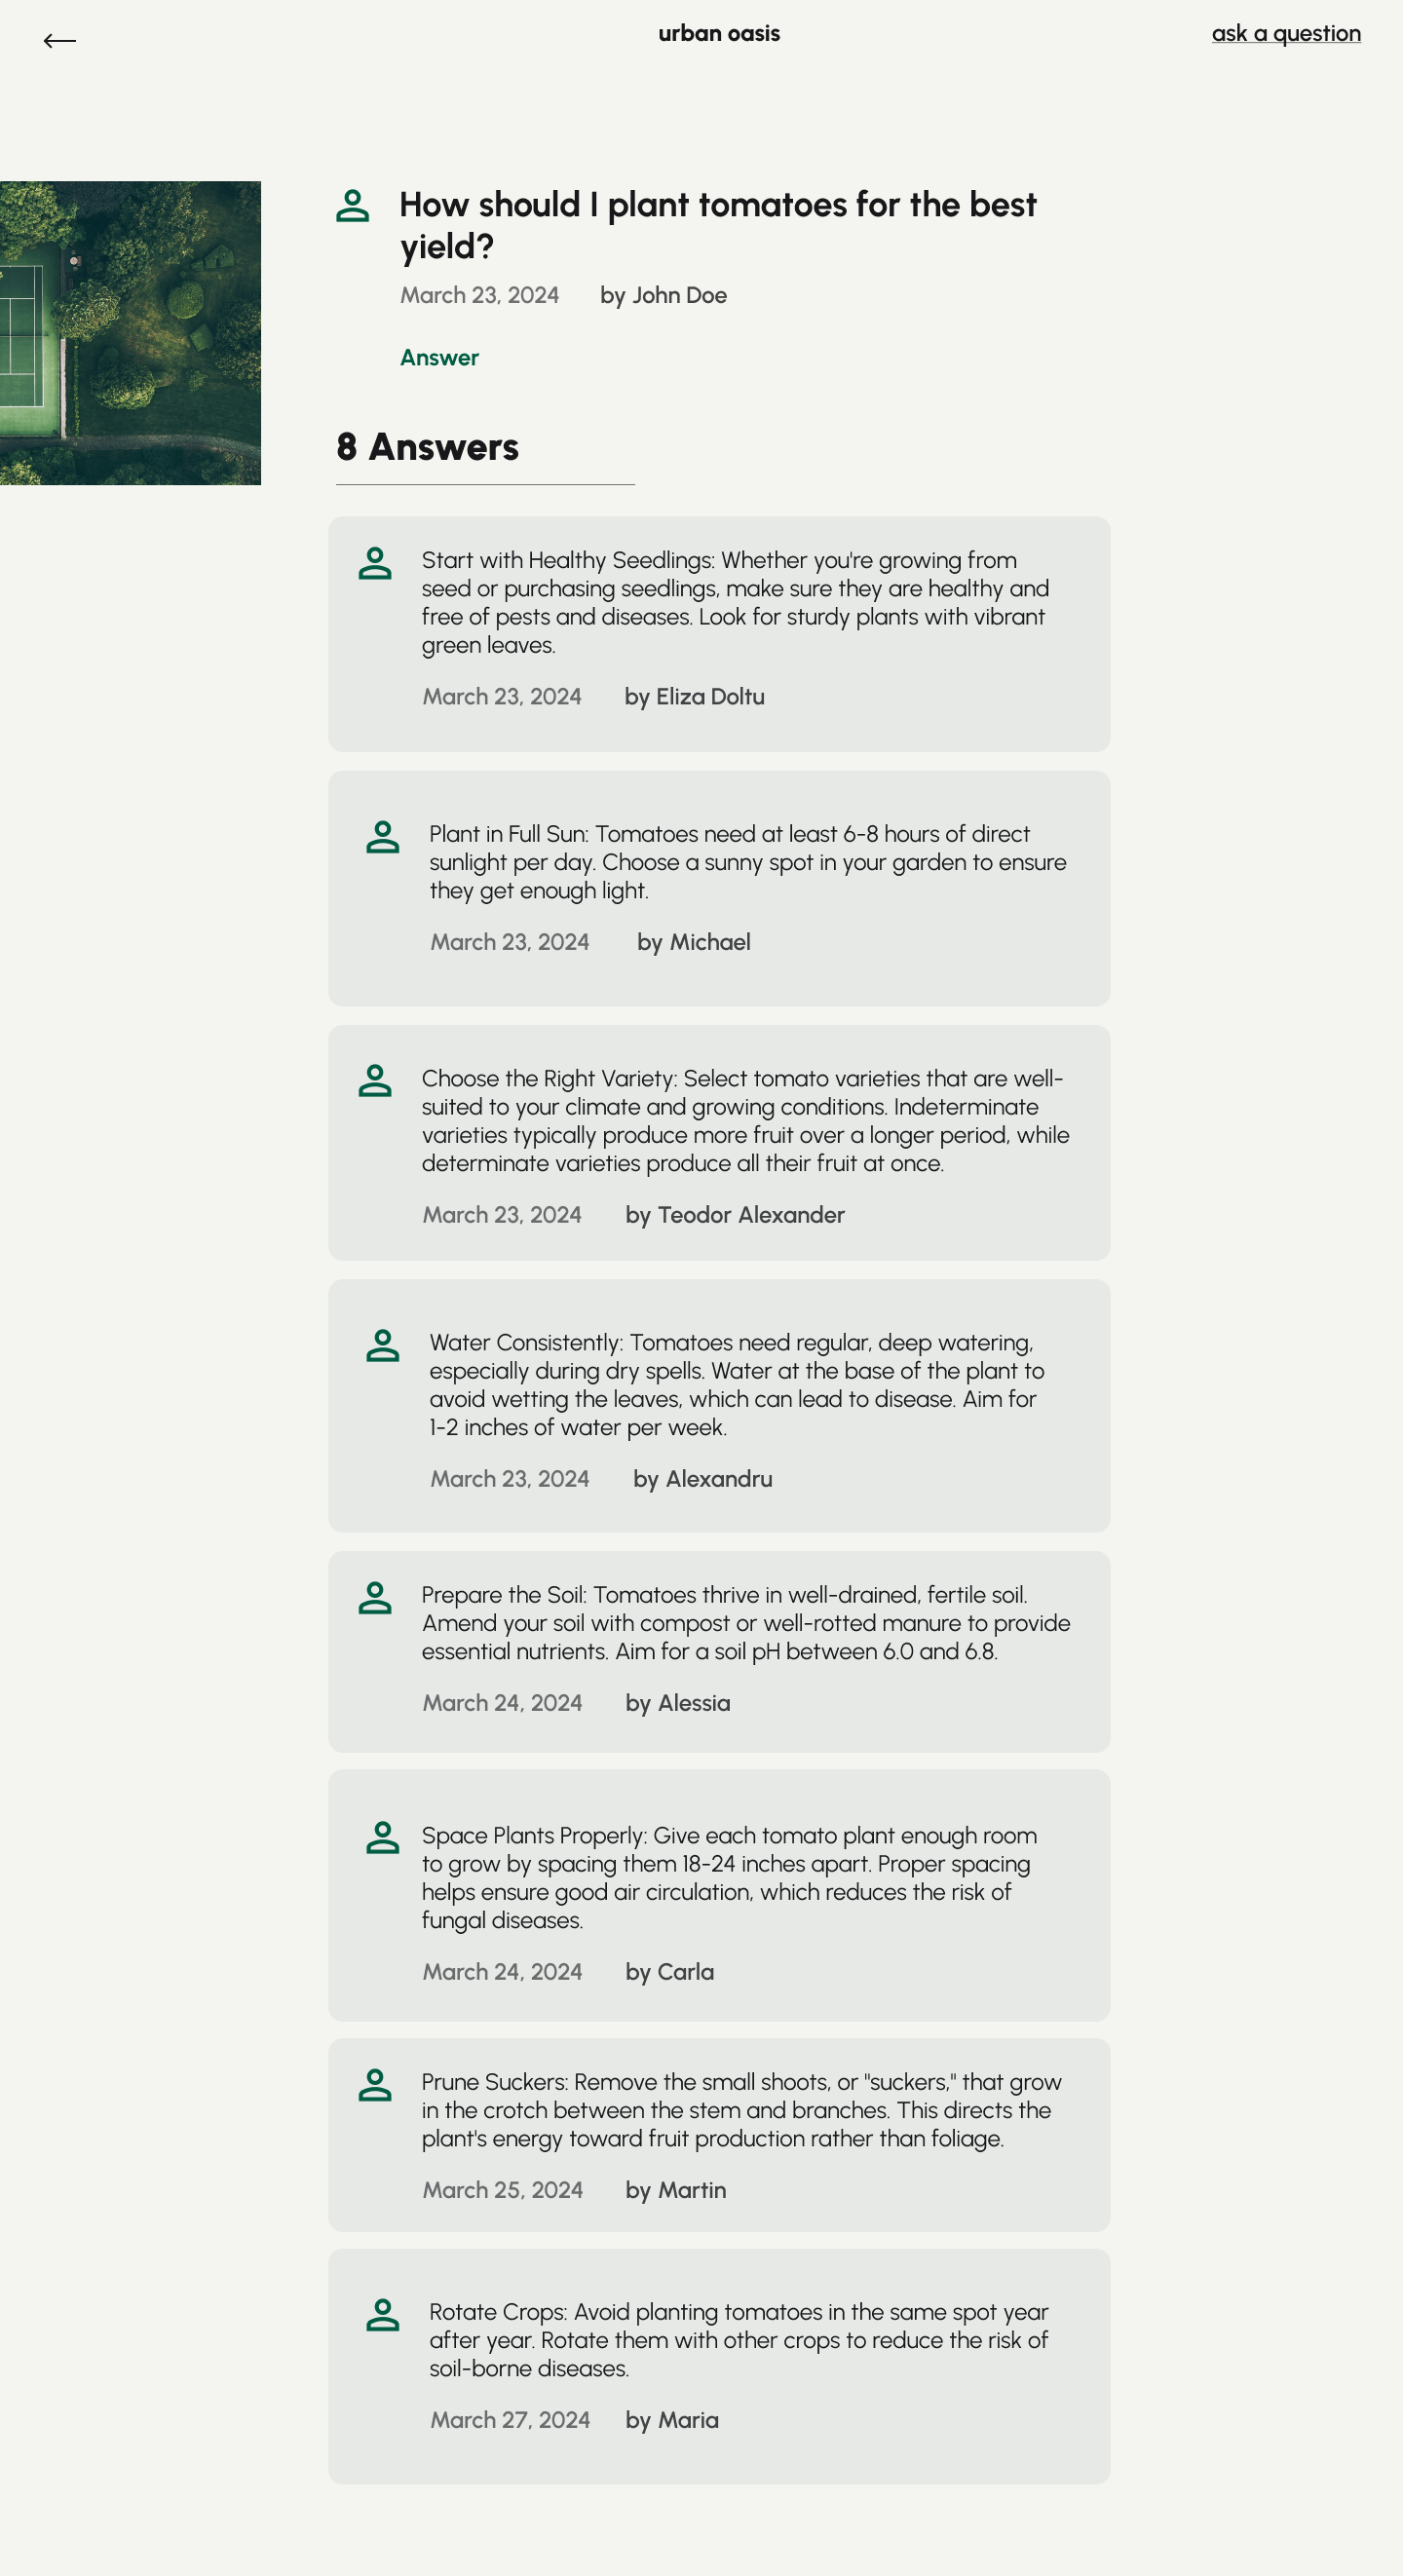 urban oasis
ask a question
How should I plant tomatoes for the best
yield?
March 23, 2024 by John Doe
Answer
8 Answers
Start with Healthy Seedlings: Whether you're growing from
seed or purchasing seedlings, make sure they are healthy and
free of pests and diseases. Look for sturdy plants with vibrant
green leaves.
March 23, 2024 by Eliza Doltu
Plant in Full Sun: Tomatoes need at least 6-8 hours of direct
sunlight per day. Choose a sunny spot in your garden to ensure
they get enough light.
March 23, 2024 by Michael
Choose the Right Variety: Select tomato varieties that are well-
suited to your climate and growing conditions. Indeterminate
varieties typically produce more fruit over a longer period, while
determinate varieties produce all their fruit at once.
March 23, 2024 by Teodor Alexander
Water Consistently: Tomatoes need regular, deep watering,
especially during dry spells. Water at the base of the plant to
avoid wetting the leaves, which can lead to disease. Aim for
1-2 inches of water per week.
March 23, 2024 by Alexandru
Prepare the Soil: Tomatoes thrive in well-drained, fertile soil.
Amend your soil with compost or well-rotted manure to provide
essential nutrients. Aim for a soil pH between 6.0 and 6.8.
March 24, 2024 by Alessia
Space Plants Properly: Give each tomato plant enough room
to grow by spacing them 18-24 inches apart. Proper spacing
helps ensure good air circulation, which reduces the risk of
fungal diseases.
March 24, 2024 by Carla
Prune Suckers: Remove the small shoots, or "suckers," that grow
in the crotch between the stem and branches. This directs the
plant's energy toward fruit production rather than foliage.
March 25, 2024 by Martin
Rotate Crops: Avoid planting tomatoes in the same spot year
after year. Rotate them with other crops to reduce the risk of
soil-borne diseases.
March 27, 2024 by Maria